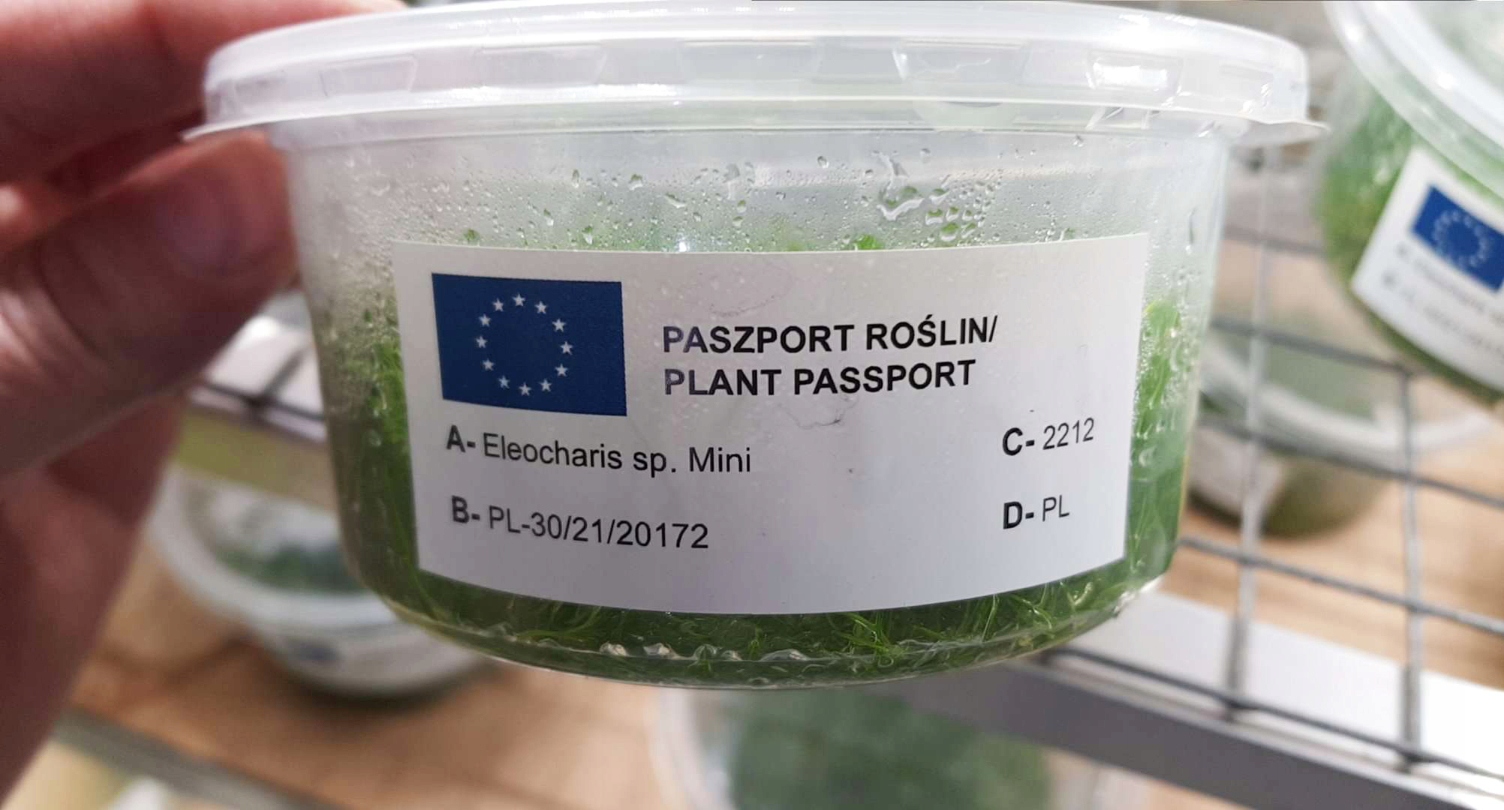 PASZPORT ROŚLIN/
PLANT PASSPORT
A- Eleocharis sp. Mini
C- 2212
B- PL-30/21/20172
D- PL